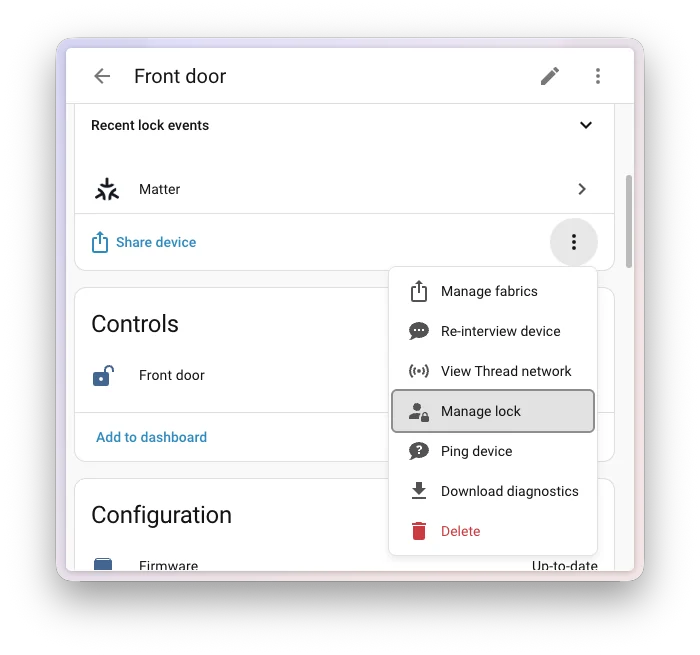 Front door
Recent lock events
Matter
Share device
Manage fabrics
Re-interview device
View Thread network
Manage lock
Ping device
Download diagnostics
Delete
Controls
Front door
Add to dashboard
Configuration
Firmware
Up-to-date